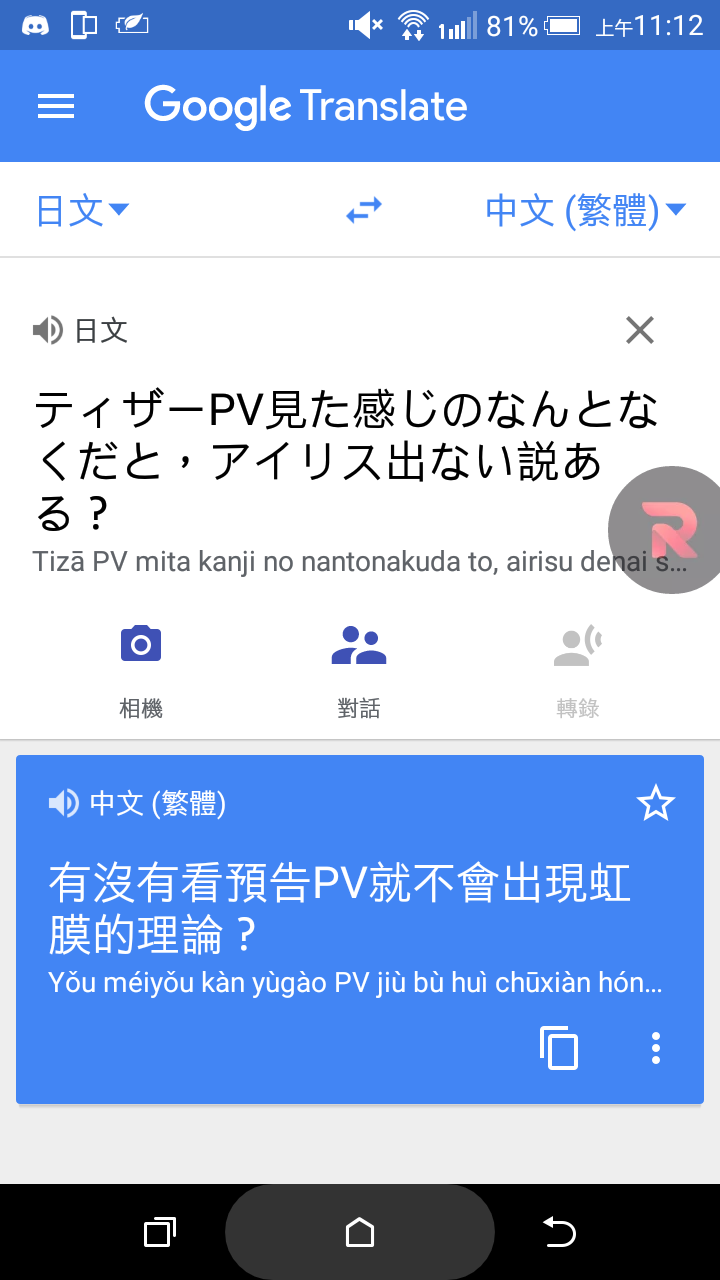 81% 上午11:12
Google Translate
日文 中文 (繁體)
日文
ティザーPV見た感じのなんとな
くだと，アイリス出ない説あ
る？
Tizā PV mita kanji no nantonakuda to, airisu denai s...
R
相機 對話 轉錄
中文 (繁體)
有沒有看預告PV就不會出現虹
膜的理論？
Yǒu méiyǒu kàn yùgào PV jiù bù huì chūxiàn hón...